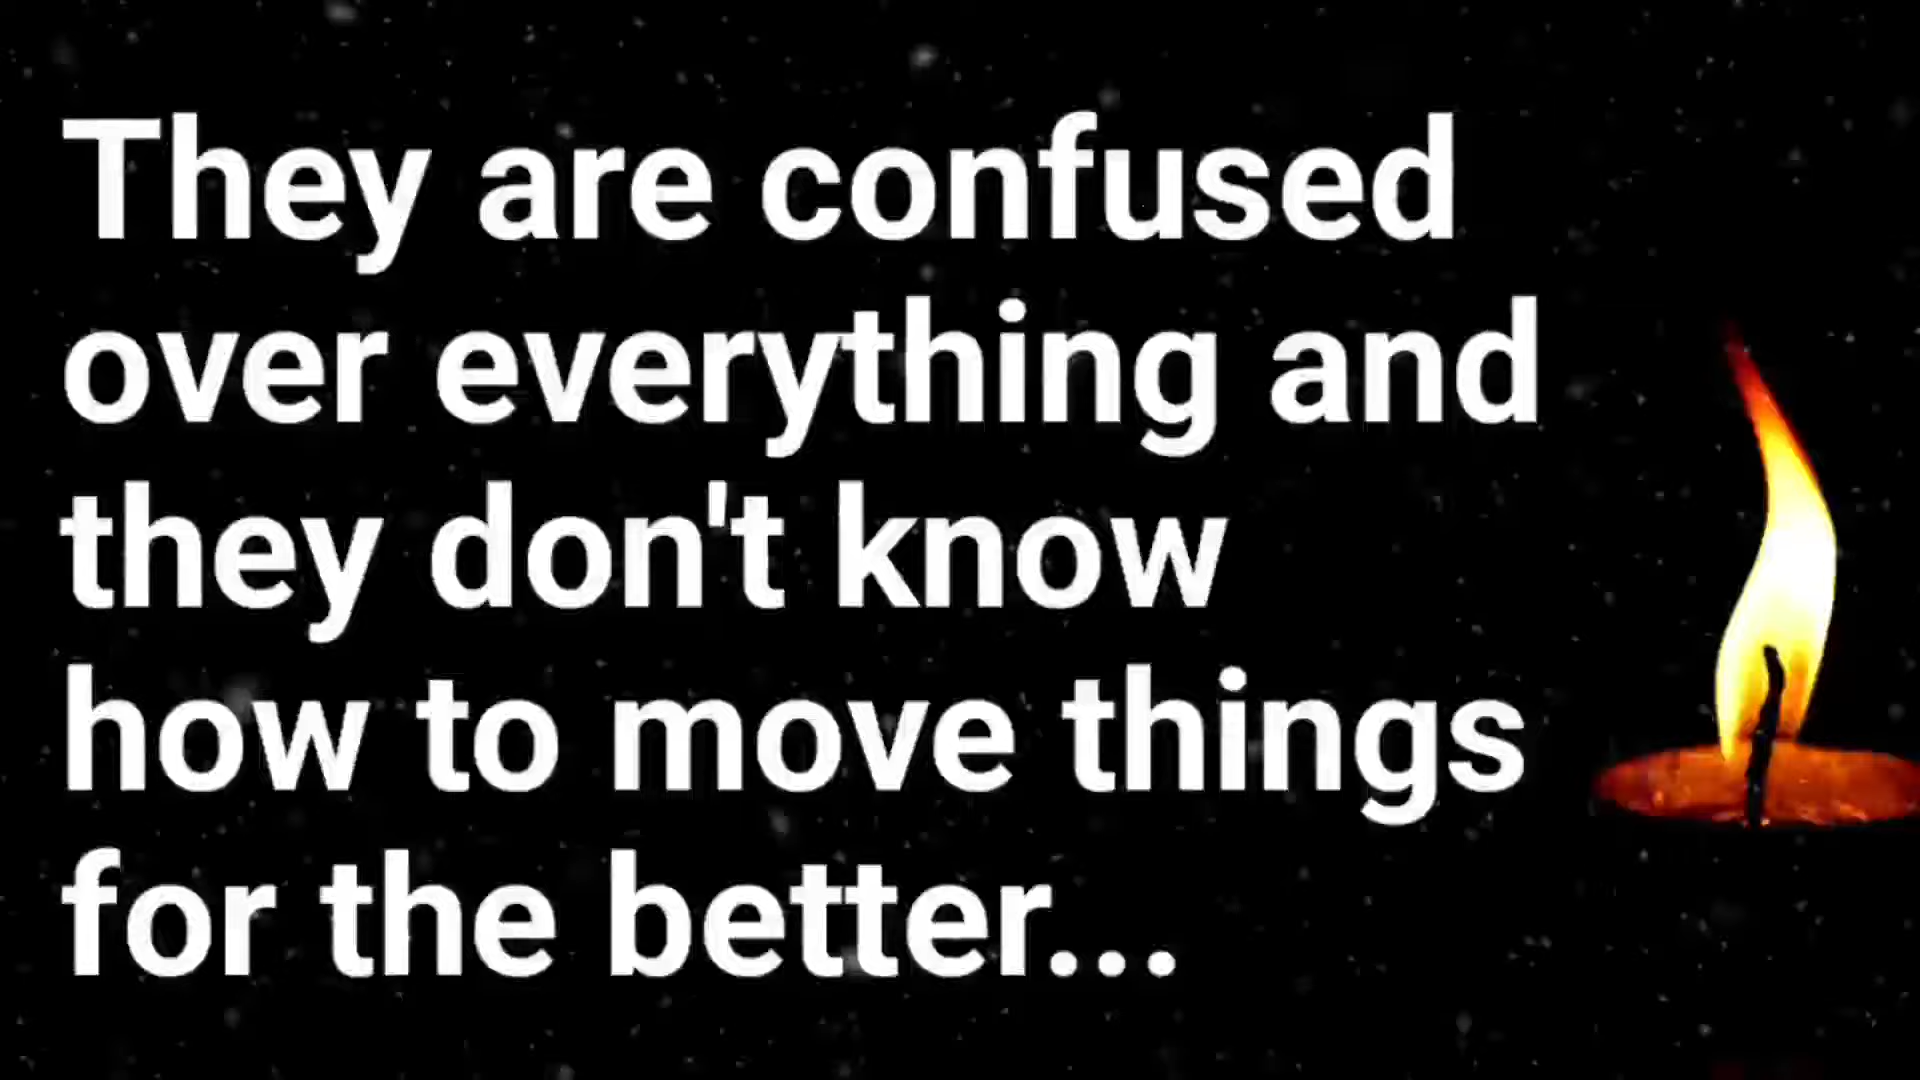 They are confused
over everything and
they don't know
how to move things
for the better...